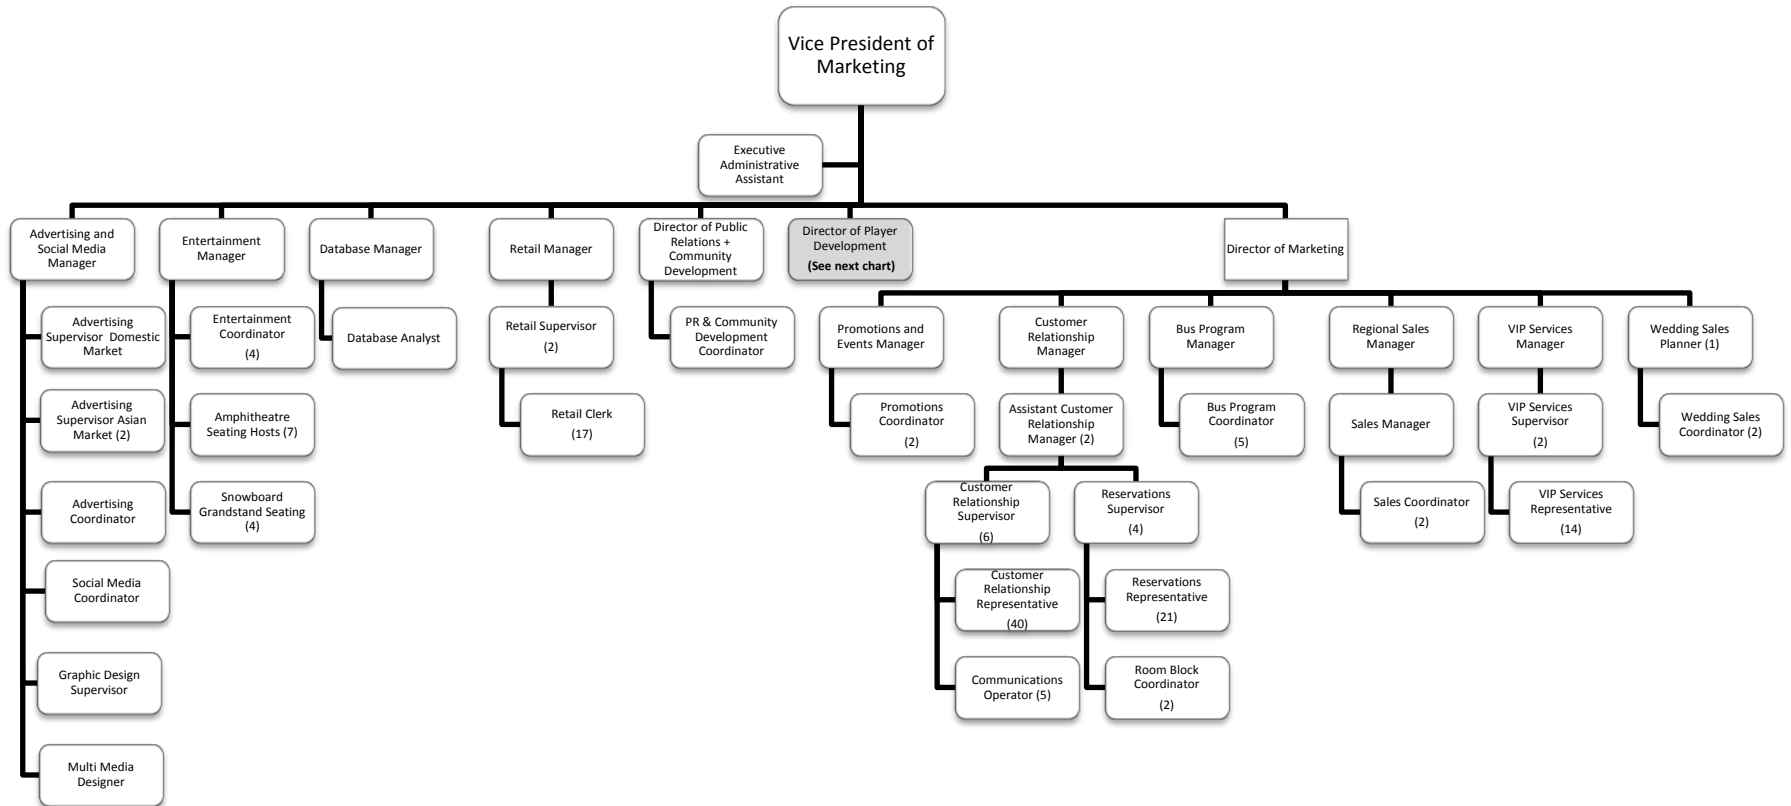 Vice President of
Marketing
Executive
Administrative
Assistant
Advertising and
Social Media
Manager
Entertainment
Manager
Database Manager
Retail Manager
Director of Public
Relations +
Community
Development
Director of Player
Development
(See next chart)
Director of Marketing
Advertising
Supervisor Domestic
Market
Entertainment
Coordinator
(4)
Database Analyst
Retail Supervisor
(2)
PR & Community
Development
Coordinator
Promotions and
Events Manager
Customer
Relationship
Manager
Bus Program
Manager
Regional Sales
Manager
VIP Services
Manager
Wedding Sales
Planner (1)
Advertising
Supervisor Asian
Market (2)
Amphitheatre
Seating Hosts (7)
Retail Clerk
(17)
Promotions
Coordinator
(2)
Assistant Customer
Relationship
Manager (2)
Bus Program
Coordinator
(5)
Sales Manager
VIP Services
Supervisor
(2)
Wedding Sales
Coordinator (2)
Advertising
Coordinator
Snowboard
Grandstand Seating
(4)
Customer
Relationship
Supervisor
(6)
Reservations
Supervisor
(4)
Sales Coordinator
(2)
VIP Services
Representative
(14)
Social Media
Coordinator
Customer
Relationship
Representative
(40)
Reservations
Representative
(21)
Graphic Design
Supervisor
Communications
Operator (5)
Room Block
Coordinator
(2)
Multi Media
Designer